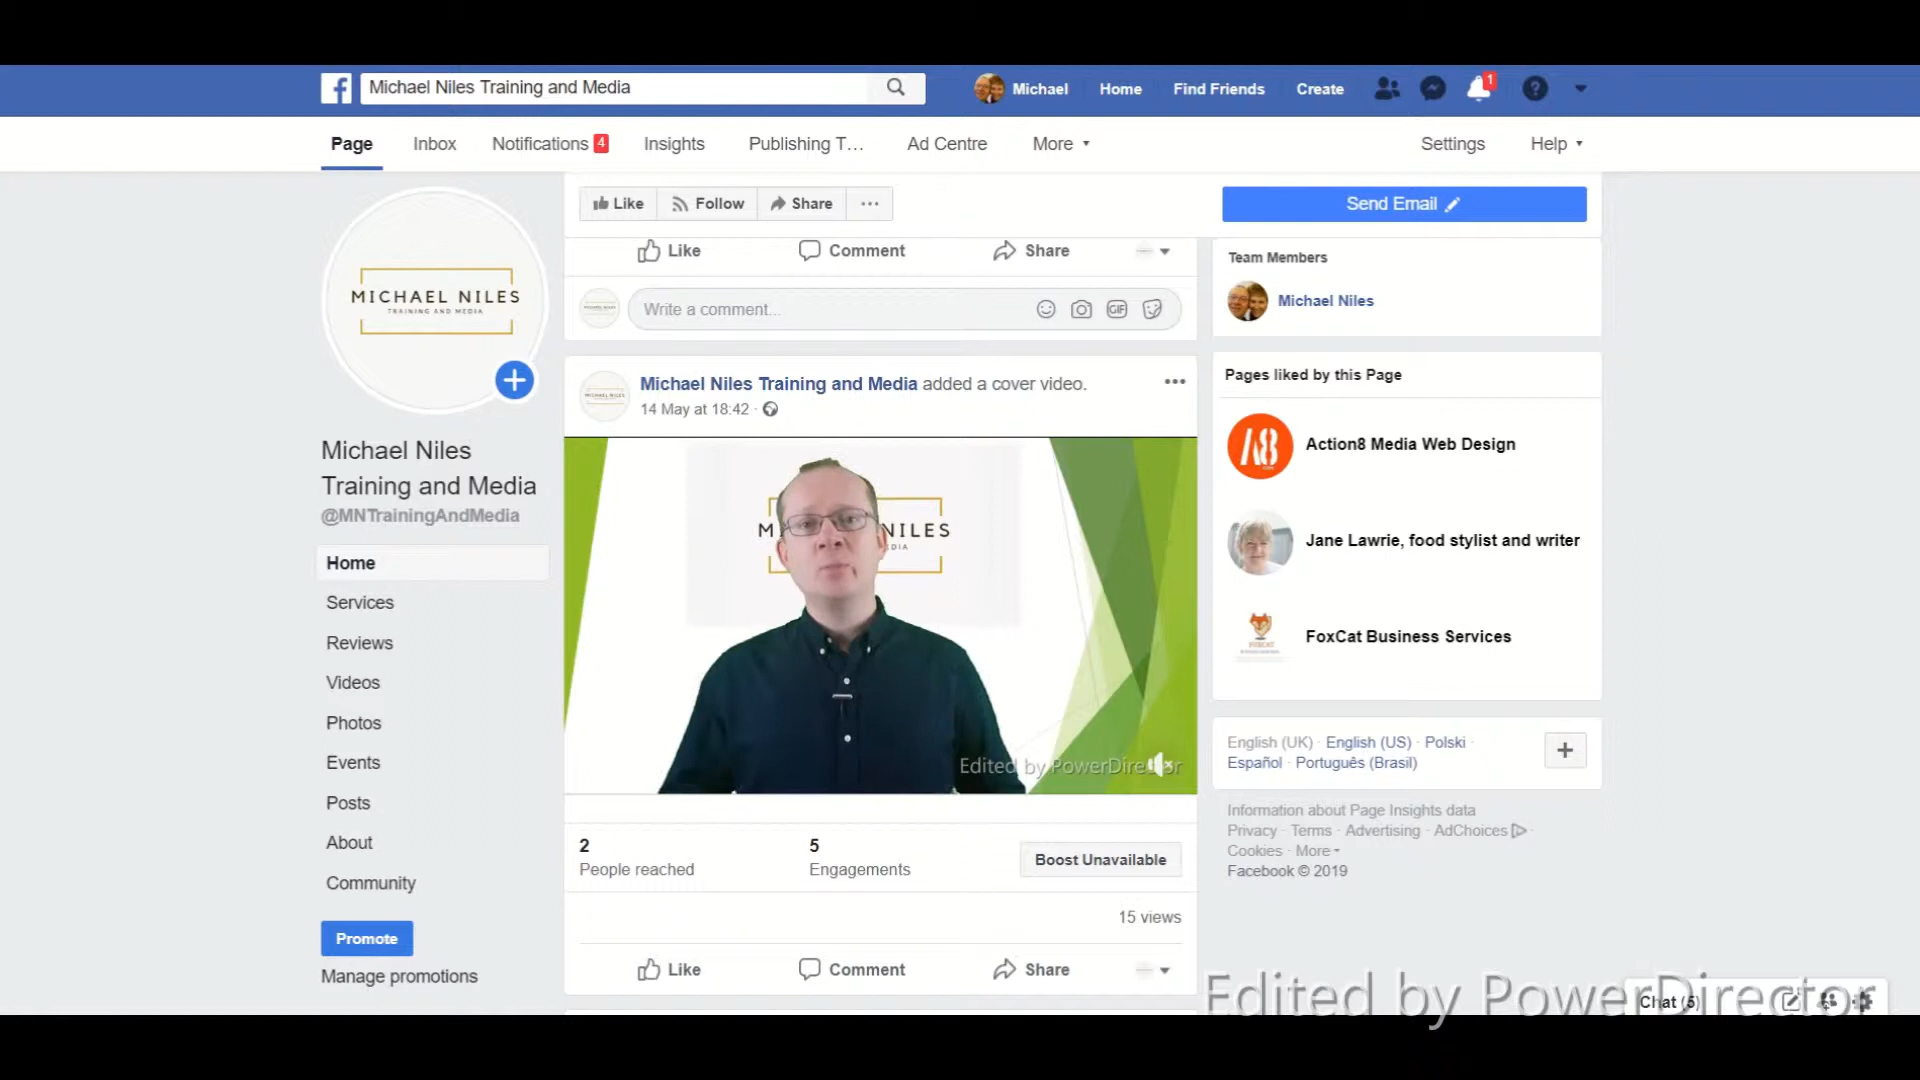 Michael Niles Training and Media
Michael Home Find Friends Create 1
Page Inbox Notifications 4 Insights Publishing T... Ad Centre More Settings Help
MICHAEL NILES
TRAINING AND MEDIA
Michael Niles
Training and Media
@MNTrainingAndMedia
Home
Services
Reviews
Videos
Photos
Events
Posts
About
Community
Promote
Manage promotions
Like Follow Share
Send Email
Like Comment Share
Write a comment...
GIF
Michael Niles Training and Media added a cover video.
14 May at 18:42
NILES
Edited by PowerDirector
2
People reached
5
Engagements
Boost Unavailable
15 views
Like Comment Share
Team Members
Michael Niles
Pages liked by this Page
Action8 Media Web Design
Jane Lawrie, food stylist and writer
FOXCAT
FoxCat Business Services
English (UK) · English (US) · Polski ·
Español · Português (Brasil)
Information about Page Insights data
Privacy · Terms · Advertising · AdChoices ·
Cookies · More
Facebook © 2019
Chat (5)
Edited by PowerDirector